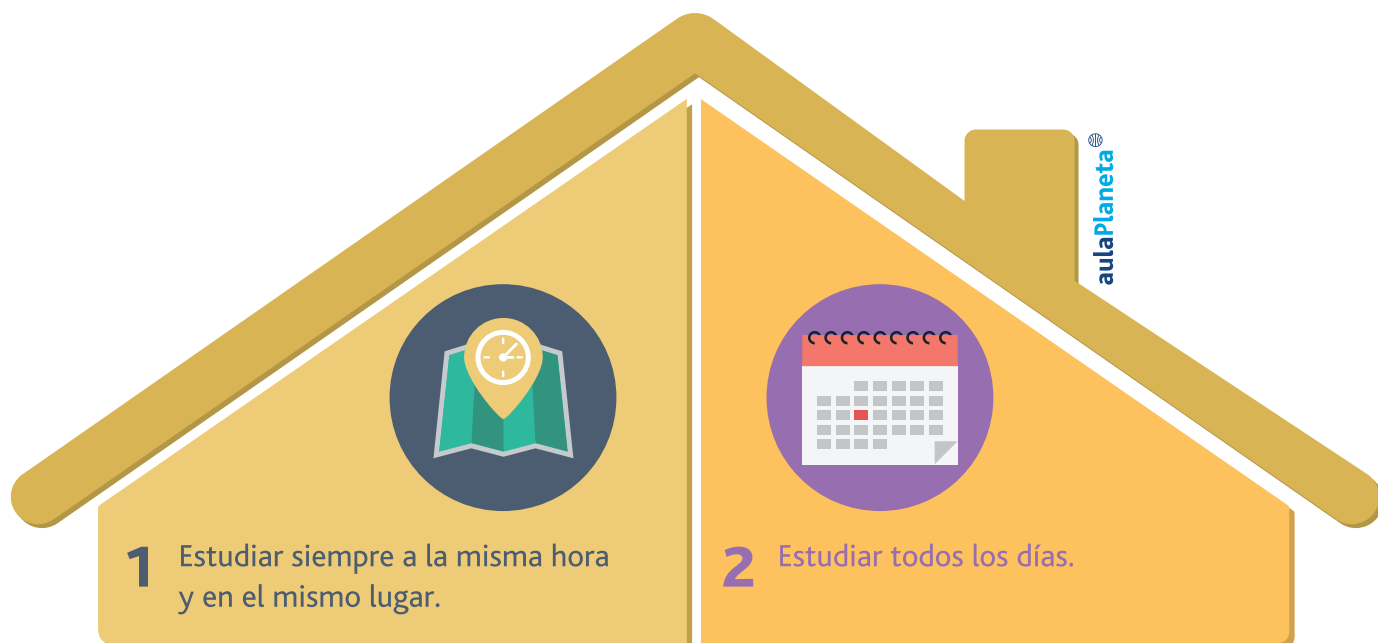 aulaPlaneta
1 Estudiar siempre a la misma hora
y en el mismo lugar.
2 Estudiar todos los días.